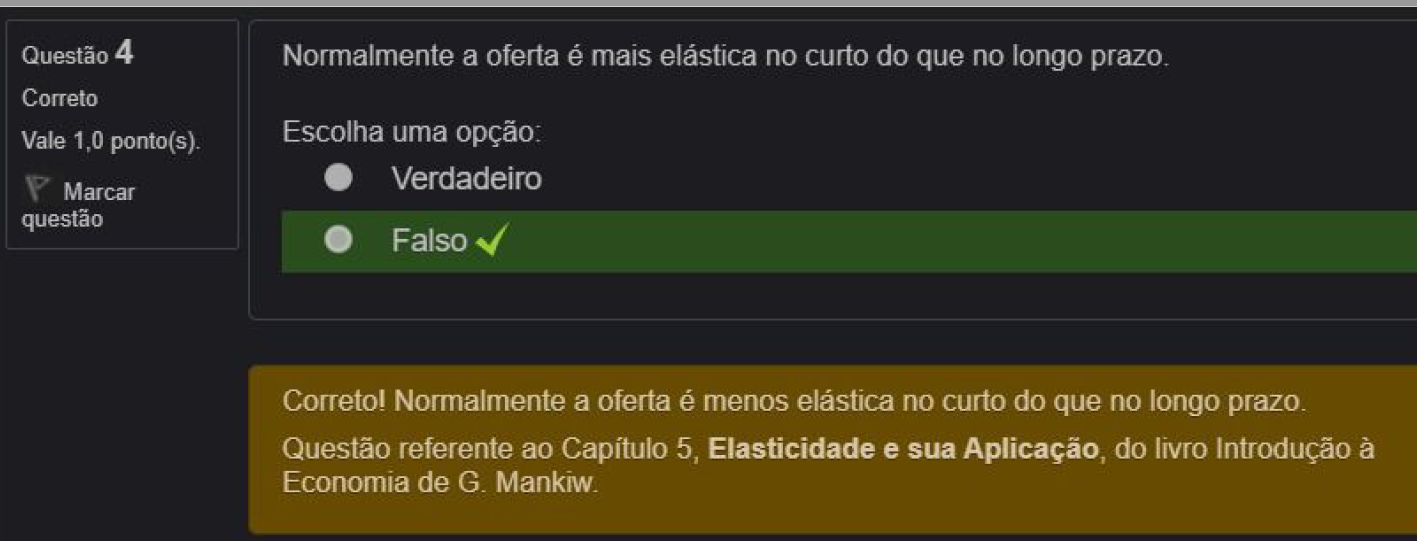 Questão 4
Correto
Vale 1,0 ponto(s).
Marcar
questão
Normalmente a oferta é mais elástica no curto do que no longo prazo.
Escolha uma opção:
Verdadeiro
Falso
Correto! Normalmente a oferta é menos elástica no curto do que no longo prazo.
Questão referente ao Capítulo 5, Elasticidade e sua Aplicação, do livro Introdução à
Economia de G. Mankiw.